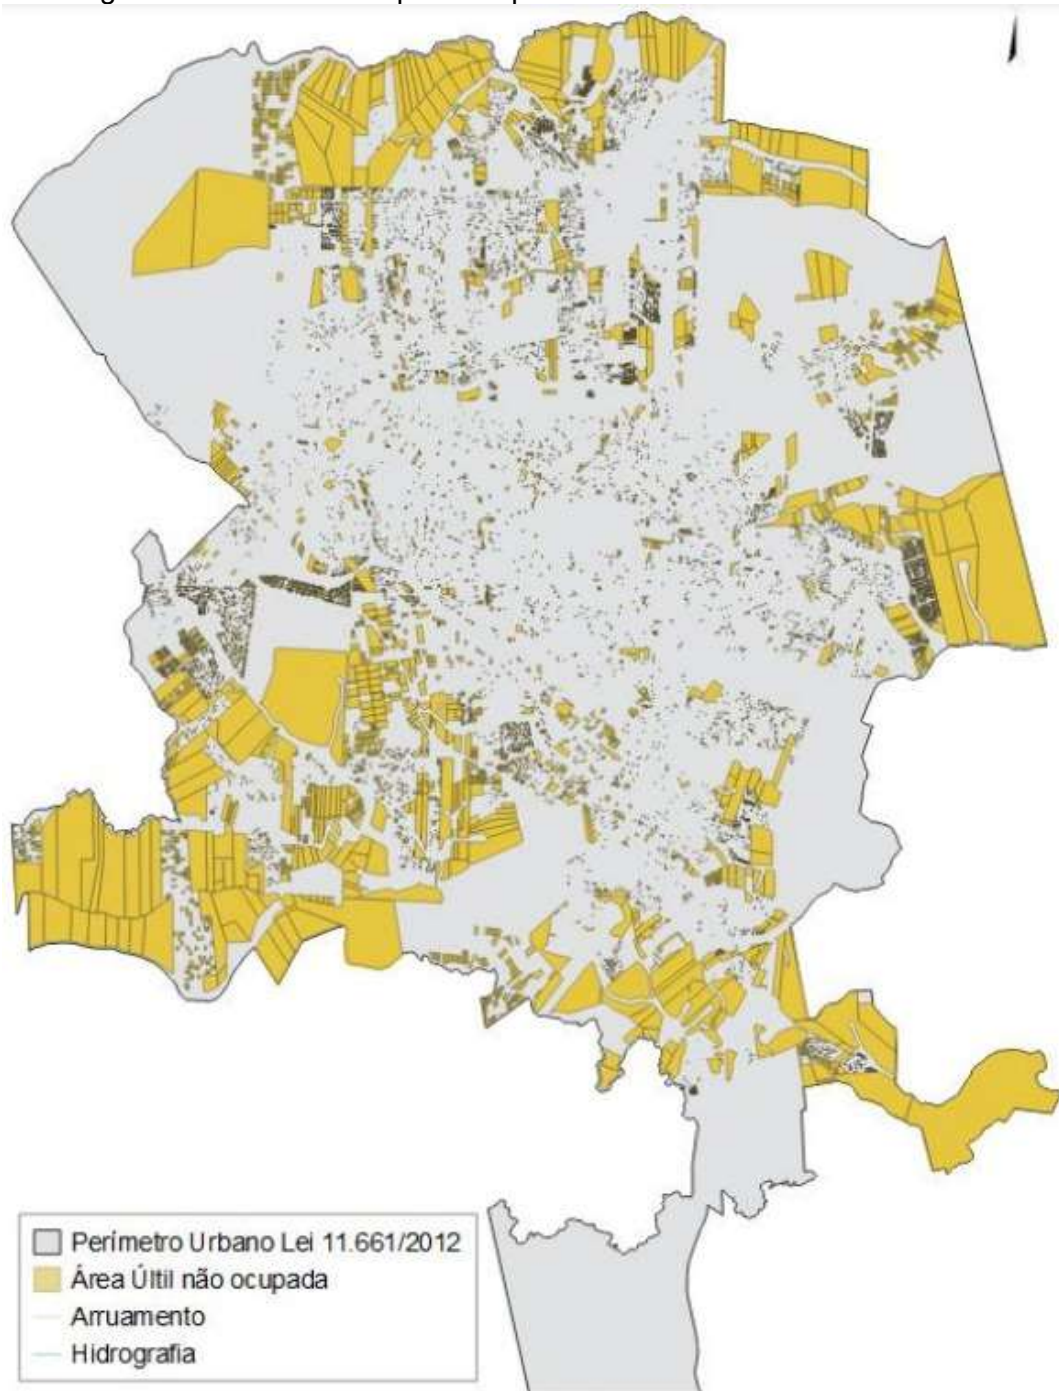 Perímetro Urbano Lei 11.661/2012
Área Últil não ocupada
Arruamento
Hidrografia